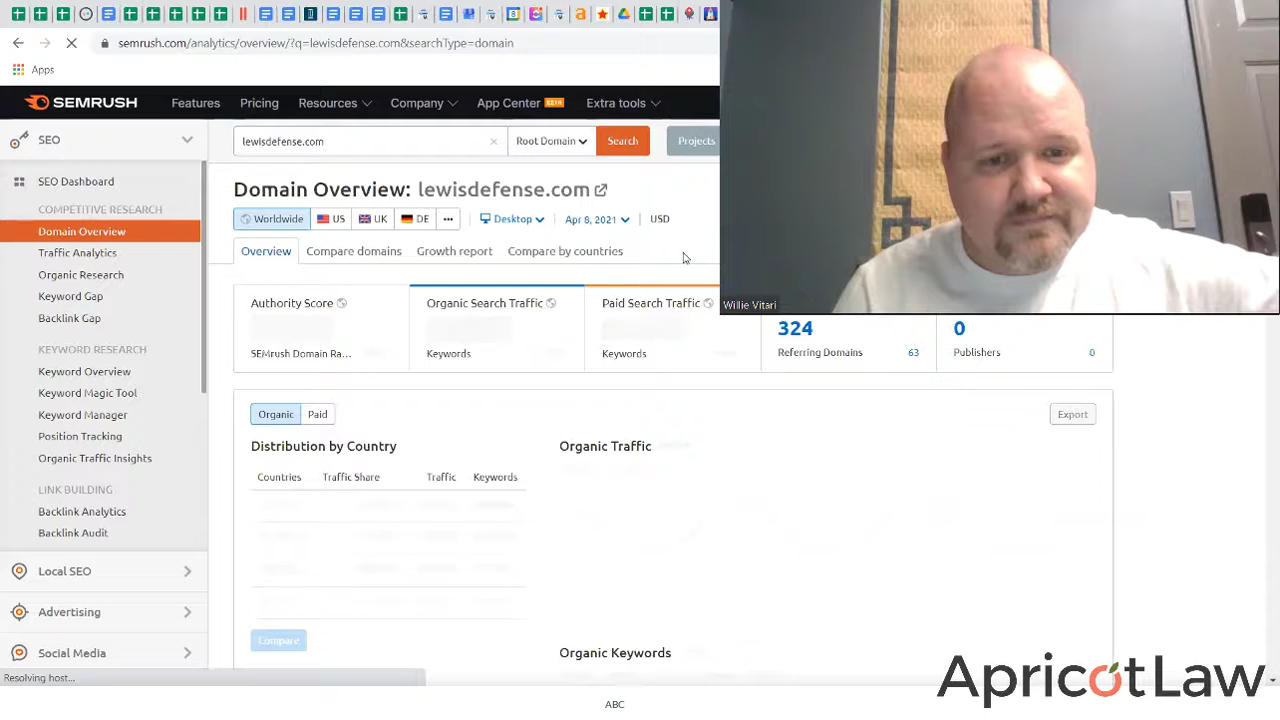 semrush.com/analytics/overview/?q=lewisdefense.com&searchType=domain
Apps
SEMRUSH
Features
Pricing
Resources
Company
App Center BETA
Extra tools
SEO
lewisdefense.com
Root Domain
Search
Projects
SEO Dashboard
COMPETITIVE RESEARCH
Domain Overview
Traffic Analytics
Organic Research
Keyword Gap
Backlink Gap
KEYWORD RESEARCH
Keyword Overview
Keyword Magic Tool
Keyword Manager
Position Tracking
Organic Traffic Insights
LINK BUILDING
Backlink Analytics
Backlink Audit
Local SEO
Advertising
Social Media
Resolving host...
Domain Overview: lewisdefense.com
Worldwide
US
UK
DE
Desktop
Apr 8, 2021
USD
Overview
Compare domains
Growth report
Compare by countries
Authority Score
SEMrush Domain Ra...
Organic Search Traffic
Keywords
Paid Search Traffic
Keywords
324
Referring Domains 63
0
Publishers 0
Willie Vitari
Organic
Paid
Export
Distribution by Country
Countries Traffic Share Traffic Keywords
Compare
Organic Traffic
Organic Keywords
ApricotLaw
ABC